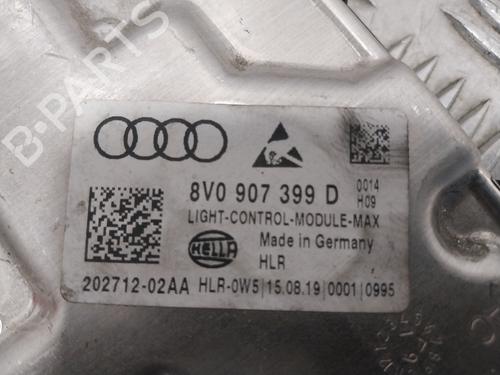 B-PARTS
8V0 907 399 D
0014
H09
LIGHT-CONTROL-MODULE-MAX
HELLA
Made in Germany
HLR
202712-02AA HLR-0W5|15.08.19|0001|0995